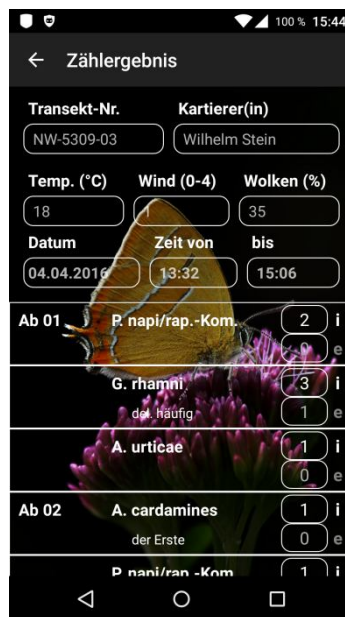 100 % 15:44
Zählergebnis
Transekt-Nr. Kartierer(in)
NW-5309-03 Wilhelm Stein
Temp. (°C) Wind (0-4) Wolken (%)
18 1 35
Datum Zeit von bis
04.04.2016 13:32 15:06
Ab 01 P. napi/rap.-Kom. 2 i
0 e
G. rhamni 3 i
del. häufig 1 e
A. urticae 1 i
0 e
Ab 02 A. cardamines 1 i
der Erste 0 e
P. napi/rap.-Kom. 1 i